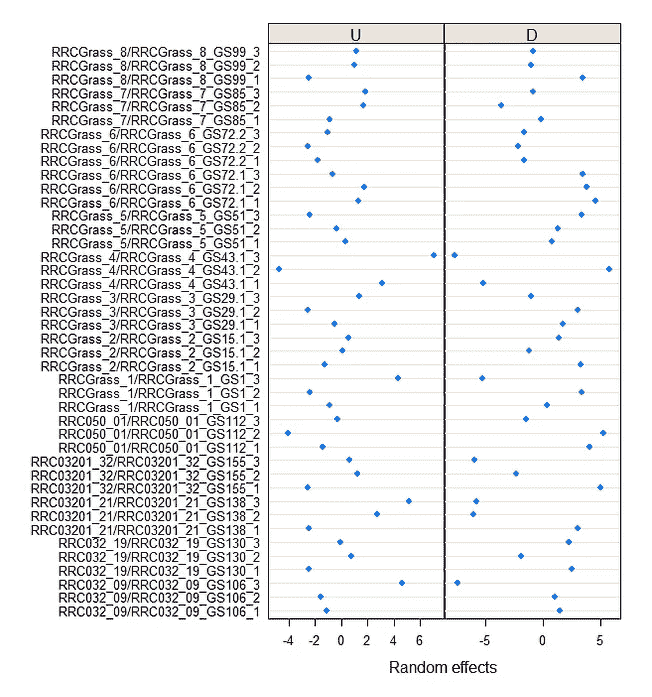 U D
RRCGrass_8/RRCGrass_8_GS99_3
RRCGrass_8/RRCGrass_8_GS99_2
RRCGrass_8/RRCGrass_8_GS99_1
RRCGrass_7/RRCGrass_7_GS85_3
RRCGrass_7/RRCGrass_7_GS85_2
RRCGrass_7/RRCGrass_7_GS85_1
RRCGrass_6/RRCGrass_6_GS72.2_3
RRCGrass_6/RRCGrass_6_GS72.2_2
RRCGrass_6/RRCGrass_6_GS72.2_1
RRCGrass_6/RRCGrass_6_GS72.1_3
RRCGrass_6/RRCGrass_6_GS72.1_2
RRCGrass_6/RRCGrass_6_GS72.1_1
RRCGrass_5/RRCGrass_5_GS51_3
RRCGrass_5/RRCGrass_5_GS51_2
RRCGrass_5/RRCGrass_5_GS51_1
RRCGrass_4/RRCGrass_4_GS43.1_3
RRCGrass_4/RRCGrass_4_GS43.1_2
RRCGrass_4/RRCGrass_4_GS43.1_1
RRCGrass_3/RRCGrass_3_GS29.1_3
RRCGrass_3/RRCGrass_3_GS29.1_2
RRCGrass_3/RRCGrass_3_GS29.1_1
RRCGrass_2/RRCGrass_2_GS15.1_3
RRCGrass_2/RRCGrass_2_GS15.1_2
RRCGrass_2/RRCGrass_2_GS15.1_1
RRCGrass_1/RRCGrass_1_GS1_3
RRCGrass_1/RRCGrass_1_GS1_2
RRCGrass_1/RRCGrass_1_GS1_1
RRC050_01/RRC050_01_GS112_3
RRC050_01/RRC050_01_GS112_2
RRC050_01/RRC050_01_GS112_1
RRC03201_32/RRC03201_32_GS155_3
RRC03201_32/RRC03201_32_GS155_2
RRC03201_32/RRC03201_32_GS155_1
RRC03201_21/RRC03201_21_GS138_3
RRC03201_21/RRC03201_21_GS138_2
RRC03201_21/RRC03201_21_GS138_1
RRC032_19/RRC032_19_GS130_3
RRC032_19/RRC032_19_GS130_2
RRC032_19/RRC032_19_GS130_1
RRC032_09/RRC032_09_GS106_3
RRC032_09/RRC032_09_GS106_2
RRC032_09/RRC032_09_GS106_1
-4 -2 0 2 4 6 -5 0 5
Random effects